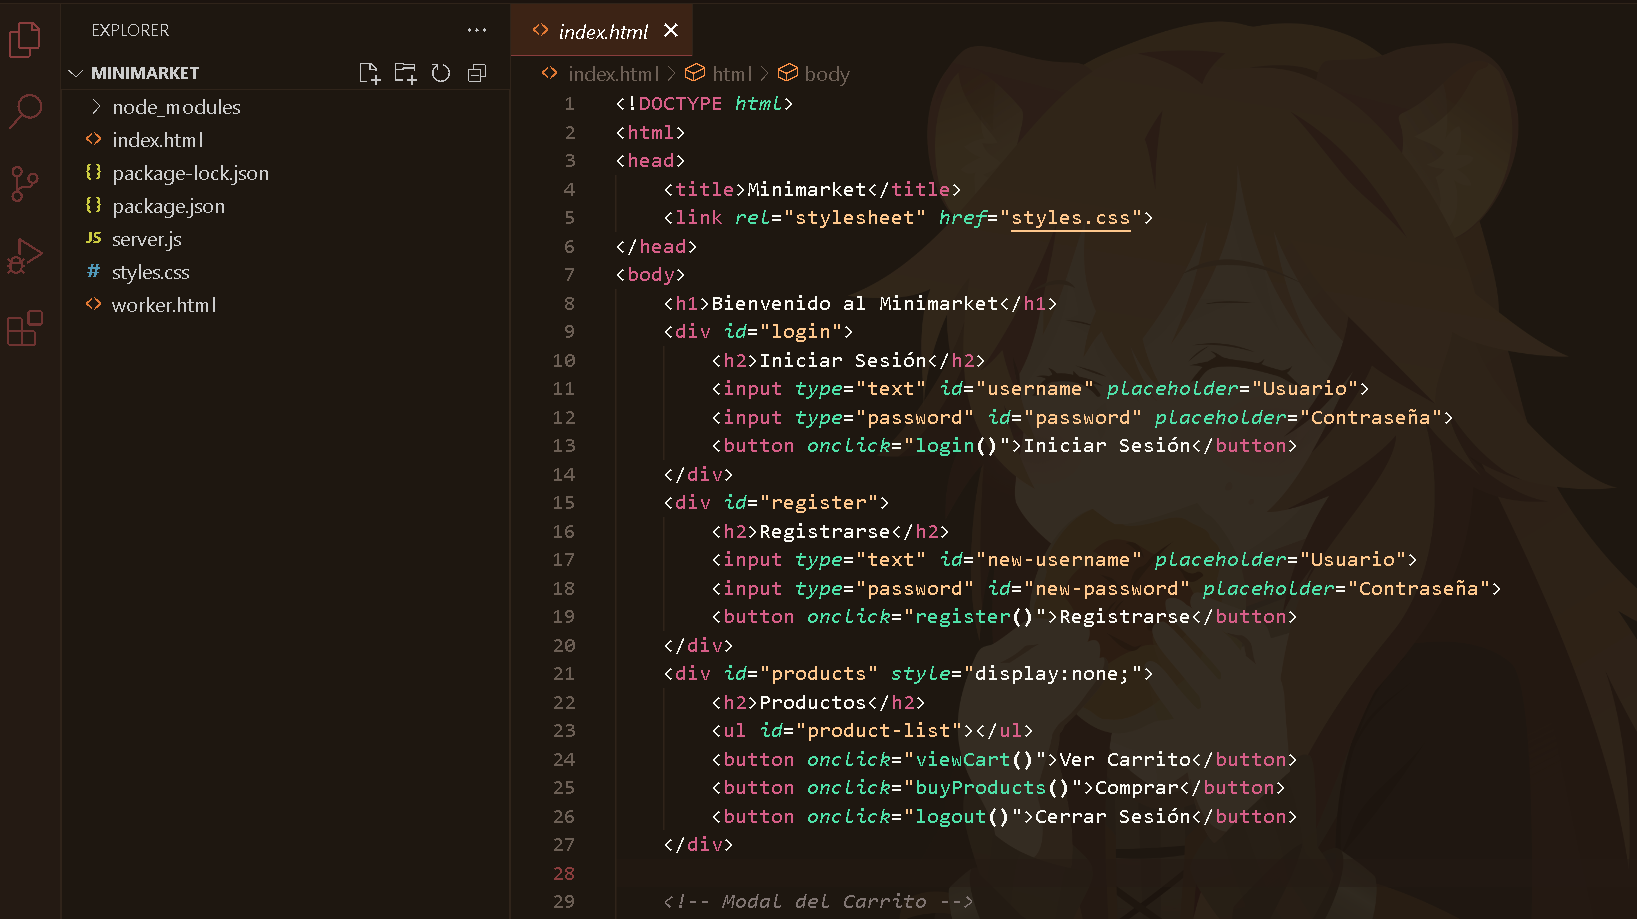 EXPLORER
MINIMARKET
node_modules
index.html
package-lock.json
package.json
server.js
styles.css
worker.html
index.html
index.html > html > body
1 <!DOCTYPE html>
2 <html>
3 <head>
4 <title>Minimarket</title>
5 <link rel="stylesheet" href="styles.css">
6 </head>
7 <body>
8 <h1>Bienvenido al Minimarket</h1>
9 <div id="login">
10 <h2>Iniciar Sesión</h2>
11 <input type="text" id="username" placeholder="Usuario">
12 <input type="password" id="password" placeholder="Contraseña">
13 <button onclick="login()">Iniciar Sesión</button>
14 </div>
15 <div id="register">
16 <h2>Registrarse</h2>
17 <input type="text" id="new-username" placeholder="Usuario">
18 <input type="password" id="new-password" placeholder="Contraseña">
19 <button onclick="register()">Registrarse</button>
20 </div>
21 <div id="products" style="display:none;">
22 <h2>Productos</h2>
23 <ul id="product-list"></ul>
24 <button onclick="viewCart()">Ver Carrito</button>
25 <button onclick="buyProducts()">Comprar</button>
26 <button onclick="logout()">Cerrar Sesión</button>
27 </div>
28
29 <!-- Modal del Carrito -->